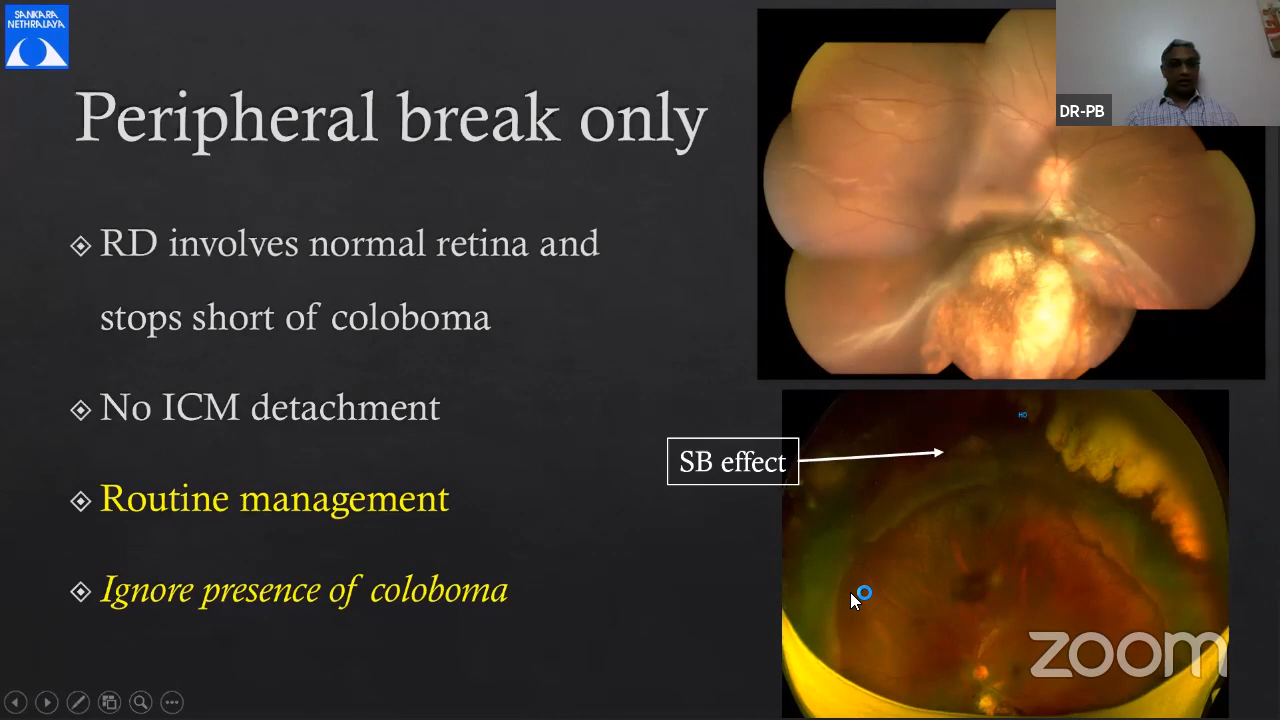 SANKARA
NETHRALAYA
Peripheral break only
RD involves normal retina and
stops short of coloboma
No ICM detachment
Routine management
Ignore presence of coloboma
SB effect
DR-PB
HD
zoom